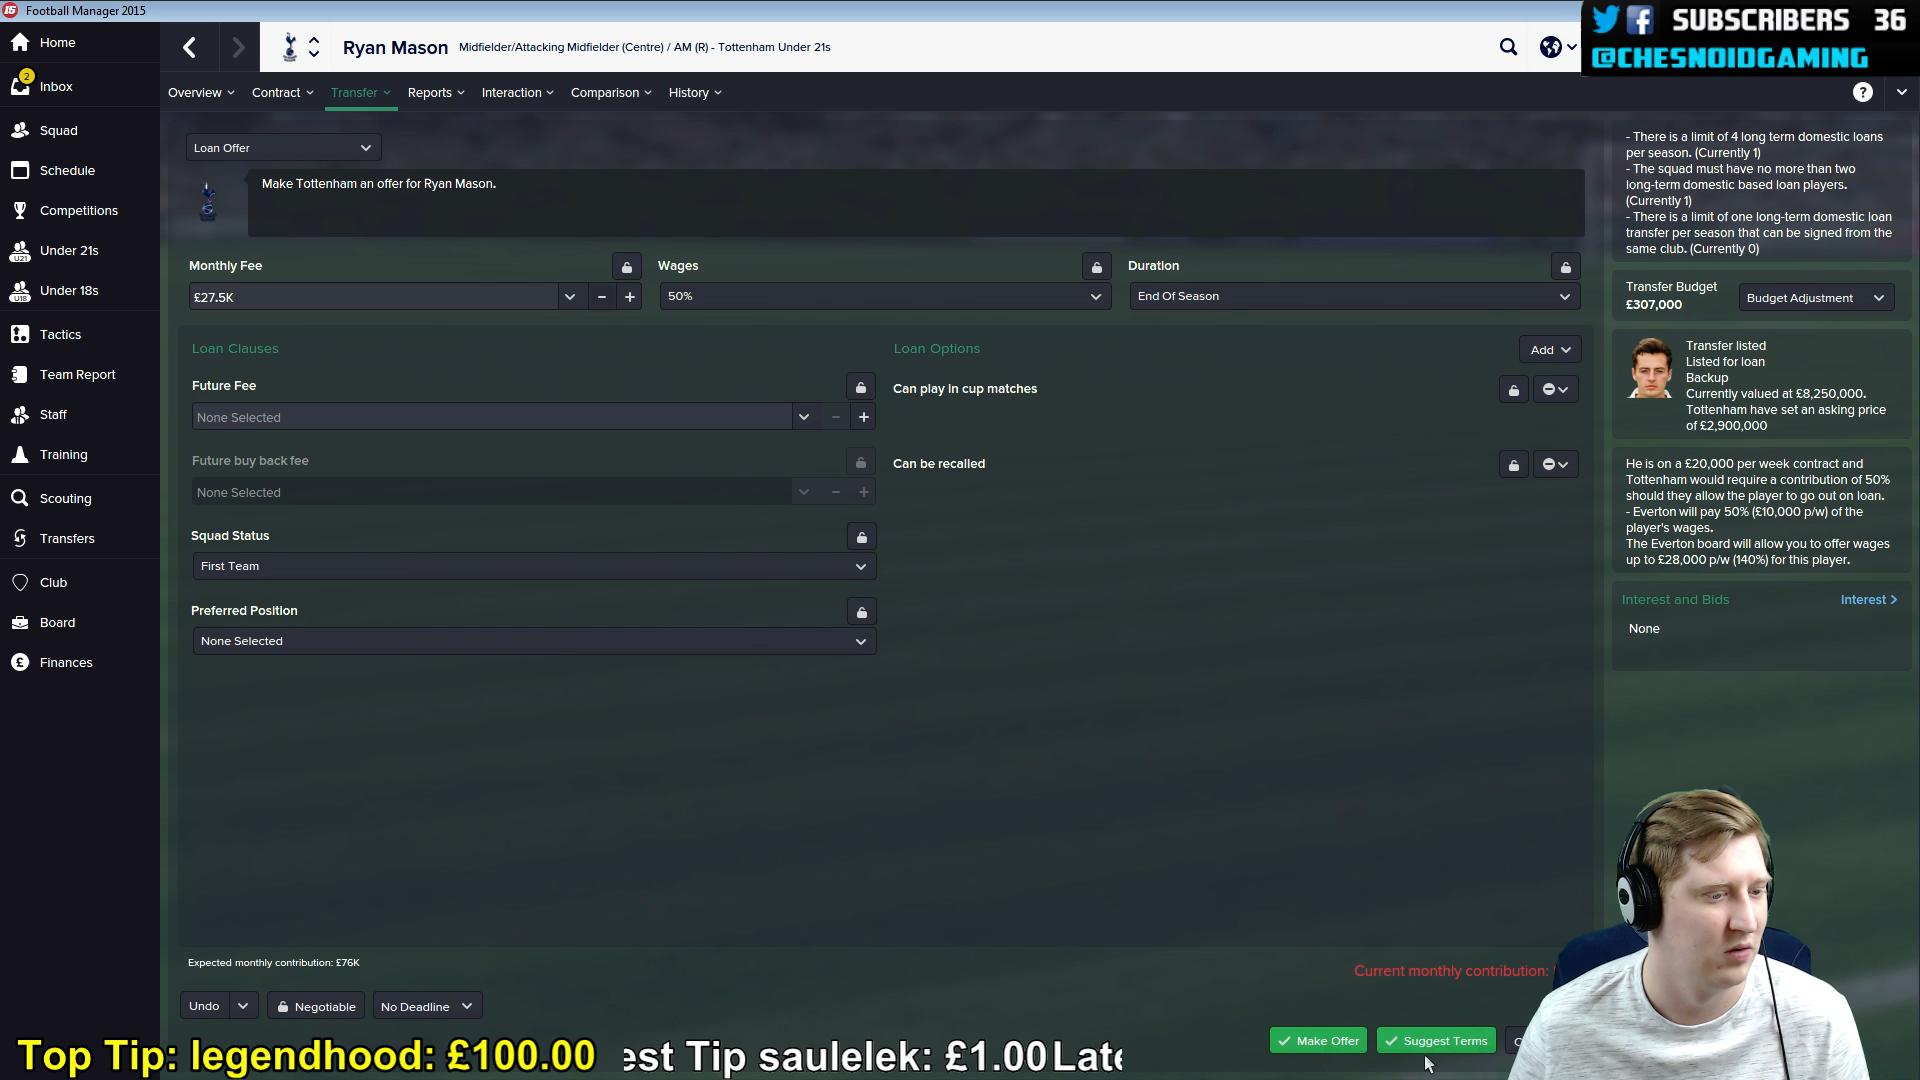 Football Manager 2015
SUBSCRIBERS 36
@CHESNOIDGAMING
Home
2
Inbox
Squad
Schedule
Competitions
Under 21s
Under 18s
Tactics
Team Report
Staff
Training
Scouting
Transfers
Club
Board
Finances
Ryan Mason Midfielder/Attacking Midfielder (Centre) / AM (R) - Tottenham Under 21s
Overview Contract Transfer Reports Interaction Comparison History
Loan Offer
Make Tottenham an offer for Ryan Mason.
Monthly Fee
£27.5K
Wages
50%
Duration
End Of Season
Loan Clauses
Future Fee
None Selected
Future buy back fee
None Selected
Squad Status
First Team
Preferred Position
None Selected
Loan Options
Add
Can play in cup matches
Can be recalled
- There is a limit of 4 long term domestic loans
per season. (Currently 1)
- The squad must have no more than two
long-term domestic based loan players.
(Currently 1)
- There is a limit of one long-term domestic loan
transfer per season that can be signed from the
same club. (Currently 0)
Transfer Budget
£307,000
Budget Adjustment
Transfer listed
Listed for loan
Backup
Currently valued at £8,250,000.
Tottenham have set an asking price
of £2,900,000
He is on a £20,000 per week contract and
Tottenham would require a contribution of 50%
should they allow the player to go out on loan.
- Everton will pay 50% (£10,000 p/w) of the
player's wages.
The Everton board will allow you to offer wages
up to £28,000 p/w (140%) for this player.
Interest and Bids
Interest >
None
Expected monthly contribution: £76K
Current monthly contribution:
Undo
Negotiable
No Deadline
Make Offer
Suggest Terms
Top Tip: legendhood: £100.00
est Tip saulelek: £1.00 Late